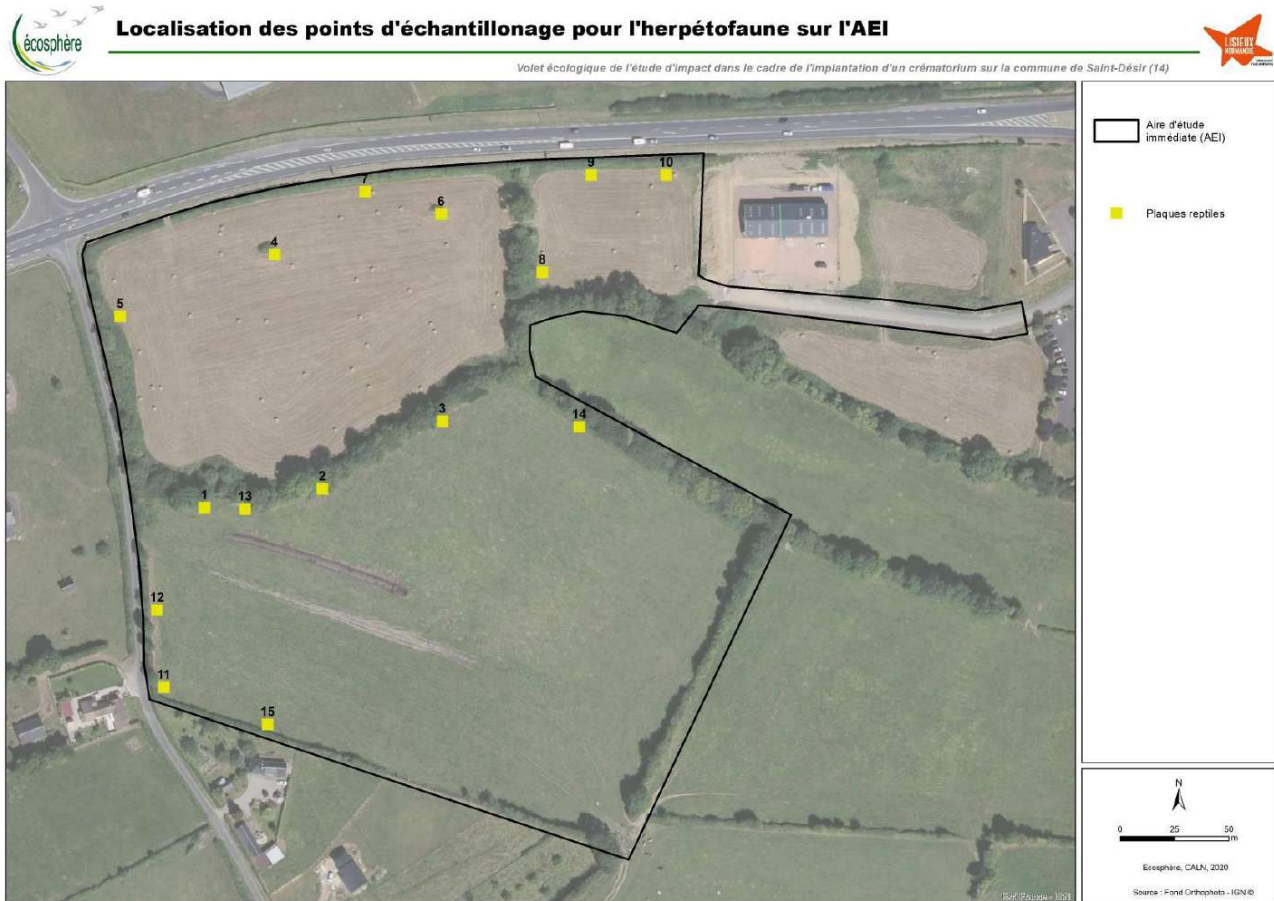 écosphère
Localisation des points d'échantillonage pour l'herpétofaune sur l'AEI
LISIEUX
NORMANDIE
Volet écologique de l'étude d'impact dans le cadre de l'implantation d'un crématorium sur la commune de Saint-Désir (14)
Aire d'étude
immédiate (AEI)
Plaques reptiles
9
10
7
6
4
8
5
3
14
2
1
13
12
11
15
N
0 25 50
m
Ecosphère, CALN, 2020
Source : Fond Orthophoto - IGN ©